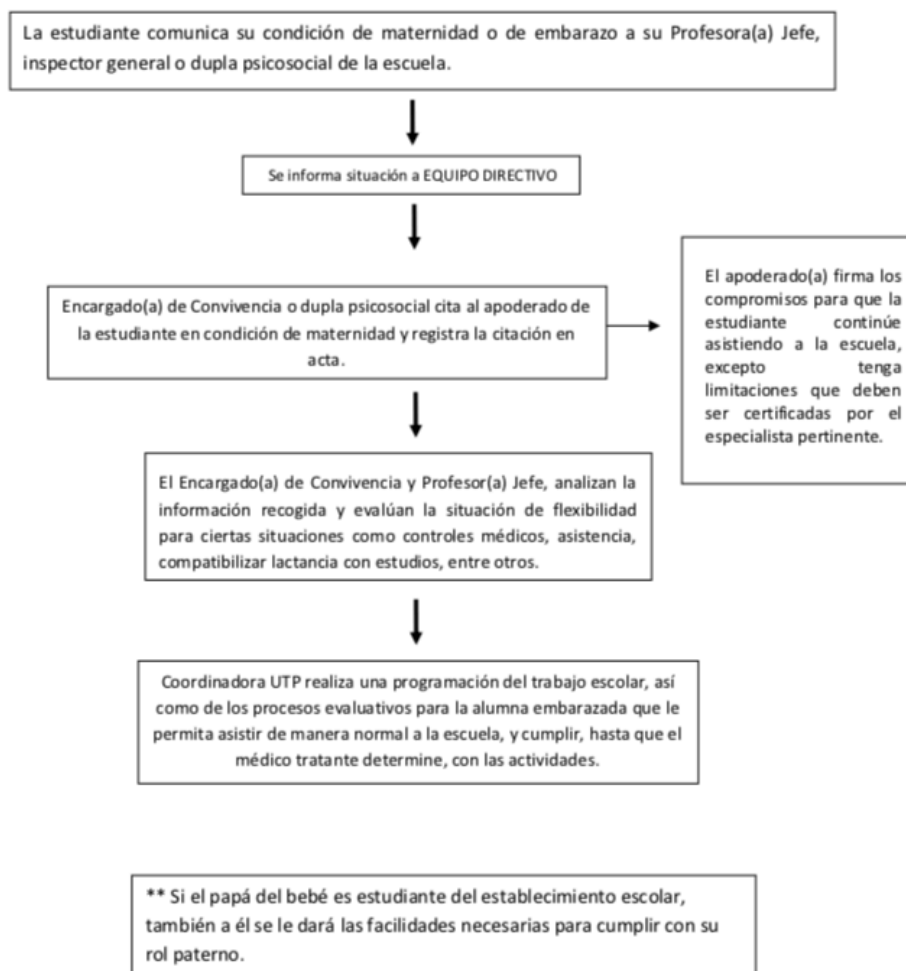 La estudiante comunica su condición de maternidad o de embarazo a su Profesora(a) Jefe,
inspector general o dupla psicosocial de la escuela.
Se informa situación a EQUIPO DIRECTIVO
Encargado(a) de Convivencia o dupla psicosocial cita al apoderado de
la estudiante en condición de maternidad y registra la citación en
acta.
El apoderado(a) firma los
compromisos para que la
estudiante continúe
asistiendo a la escuela,
excepto tenga
limitaciones que deben
ser certificadas por el
especialista pertinente.
El Encargado(a) de Convivencia y Profesor(a) Jefe, analizan la
información recogida y evalúan la situación de flexibilidad
para ciertas situaciones como controles médicos, asistencia,
compatibilizar lactancia con estudios, entre otros.
Coordinadora UTP realiza una programación del trabajo escolar, así
como de los procesos evaluativos para la alumna embarazada que le
permita asistir de manera normal a la escuela, y cumplir, hasta que el
médico tratante determine, con las actividades.
** Si el papá del bebé es estudiante del establecimiento escolar,
también a él se le dará las facilidades necesarias para cumplir con su
rol paterno.